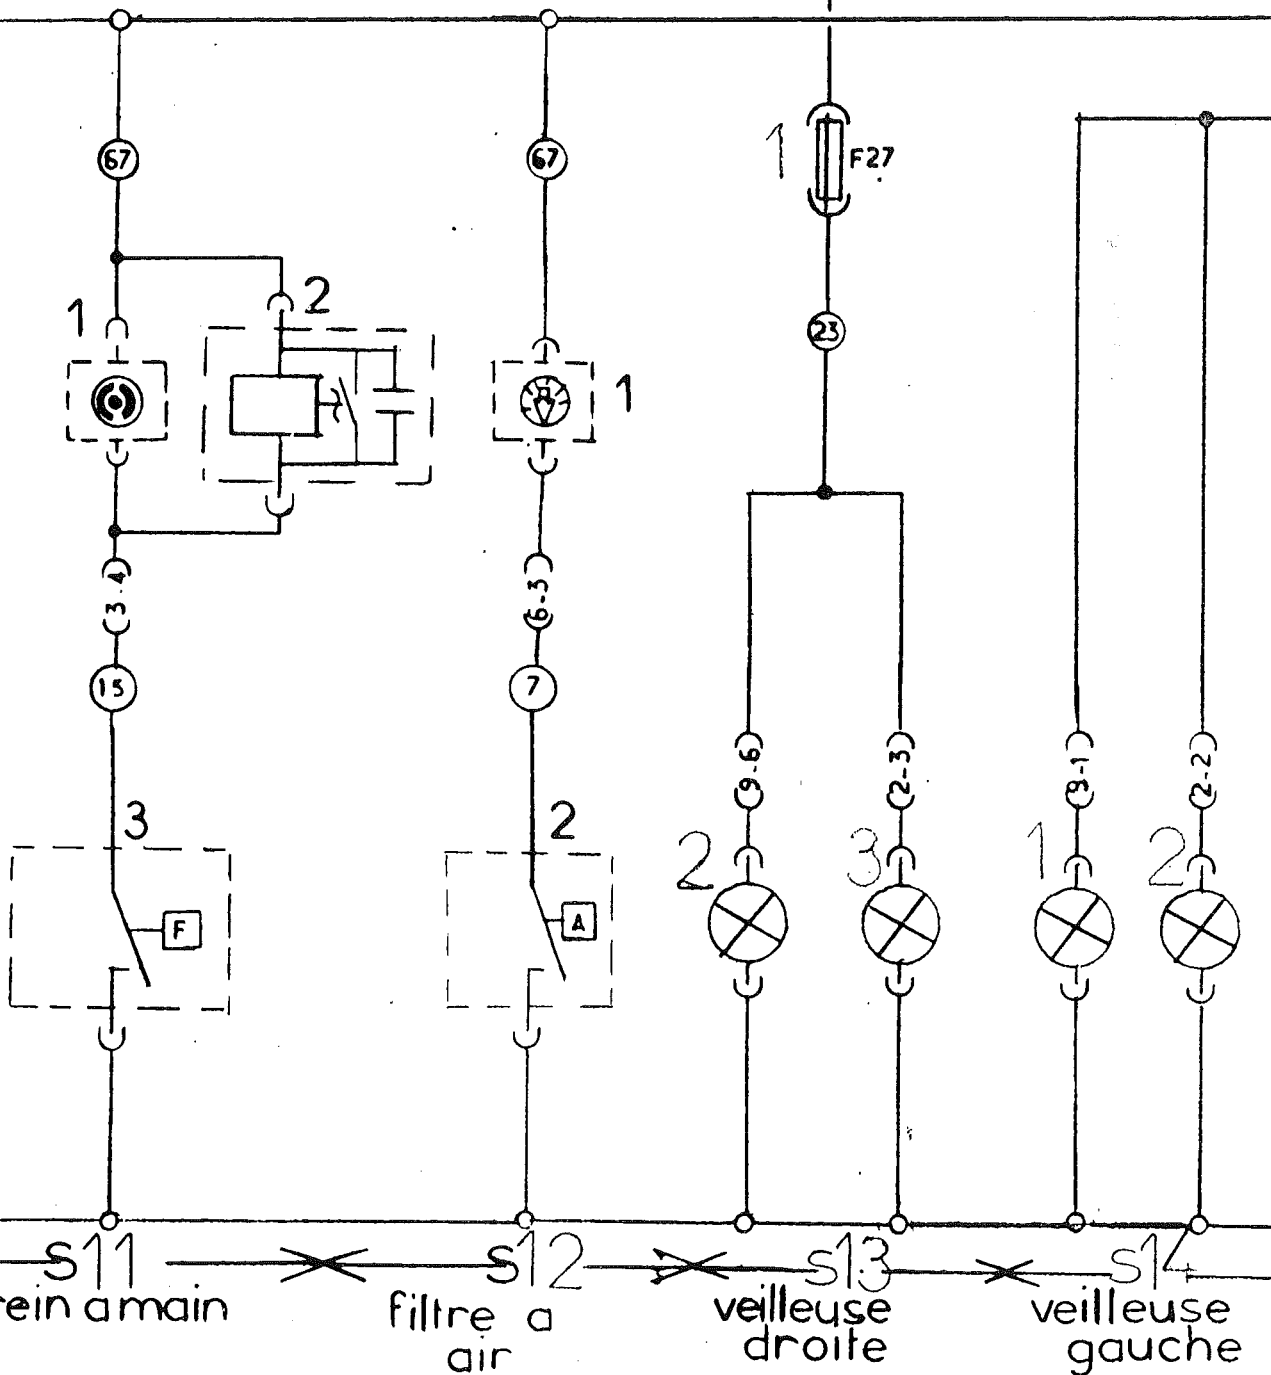 67
67
1
F27
23
1
2
1
3.4
6-3
15
7
9-6
2-3
9-1
2-2
3
F
2
A
2
3
1
2
S11
S12
S13
S14
rein a main
filtre a
air
veilleuse
droite
veilleuse
gauche